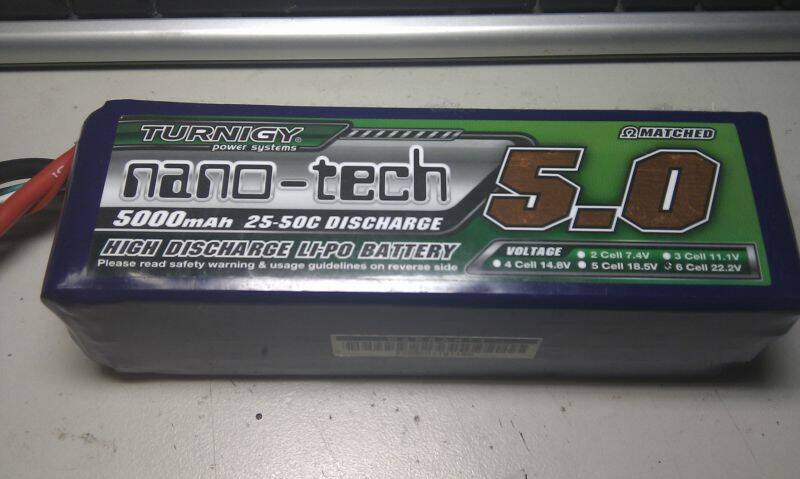 TURNIGY®
power systems
Ω MATCHED
nano-tech
5.0
5000mAh 25-50C DISCHARGE
HIGH DISCHARGE LI-PO BATTERY
Please read safety warning & usage guidelines on reverse side
VOLTAGE 2 Cell 7.4V 3 Cell 11.1V
4 Cell 14.8V 5 Cell 18.5V 6 Cell 22.2V